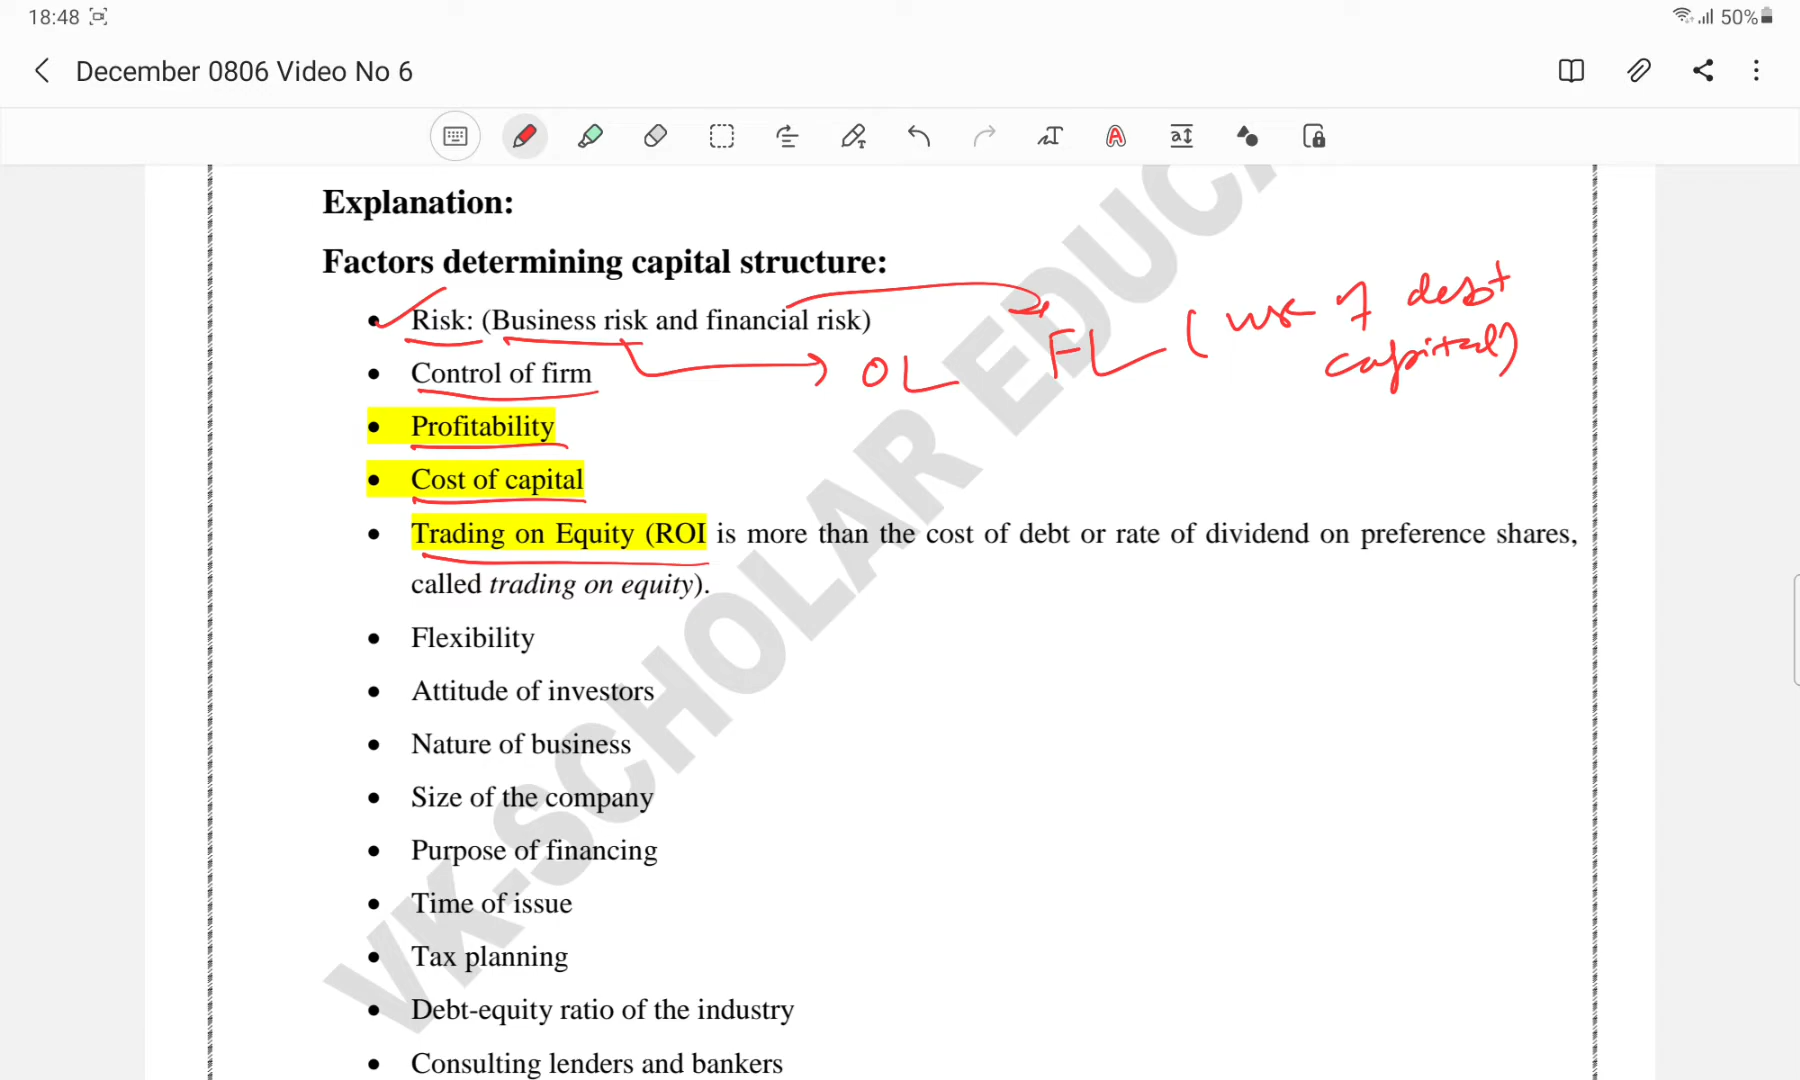 18:48
50%
December 0806 Video No 6
Explanation:
Factors determining capital structure:
• Risk: (Business risk and financial risk)
OL
FL (use of debt
capital)
• Control of firm
• Profitability
• Cost of capital
• Trading on Equity (ROI is more than the cost of debt or rate of dividend on preference shares,
called trading on equity).
• Flexibility
• Attitude of investors
• Nature of business
• Size of the company
• Purpose of financing
• Time of issue
• Tax planning
• Debt-equity ratio of the industry
• Consulting lenders and bankers
VK-SCHOLAR EDUCA